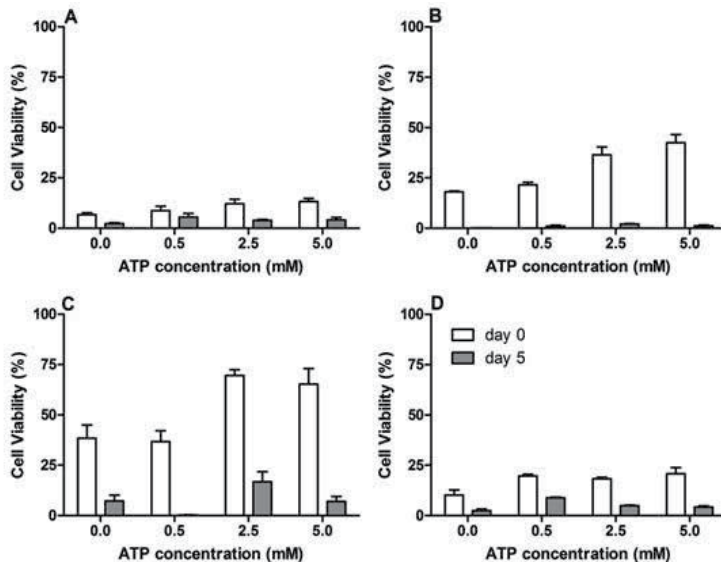 A
100
75
50
25
0
Cell Viability (%)
0.0 0.5 2.5 5.0
ATP concentration (mM)
B
100
75
50
25
0
Cell Viability (%)
0.0 0.5 2.5 5.0
ATP concentration (mM)
C
100
75
50
25
0
Cell Viability (%)
0.0 0.5 2.5 5.0
ATP concentration (mM)
D
100
75
50
25
0
Cell Viability (%)
day 0
day 5
0.0 0.5 2.5 5.0
ATP concentration (mM)